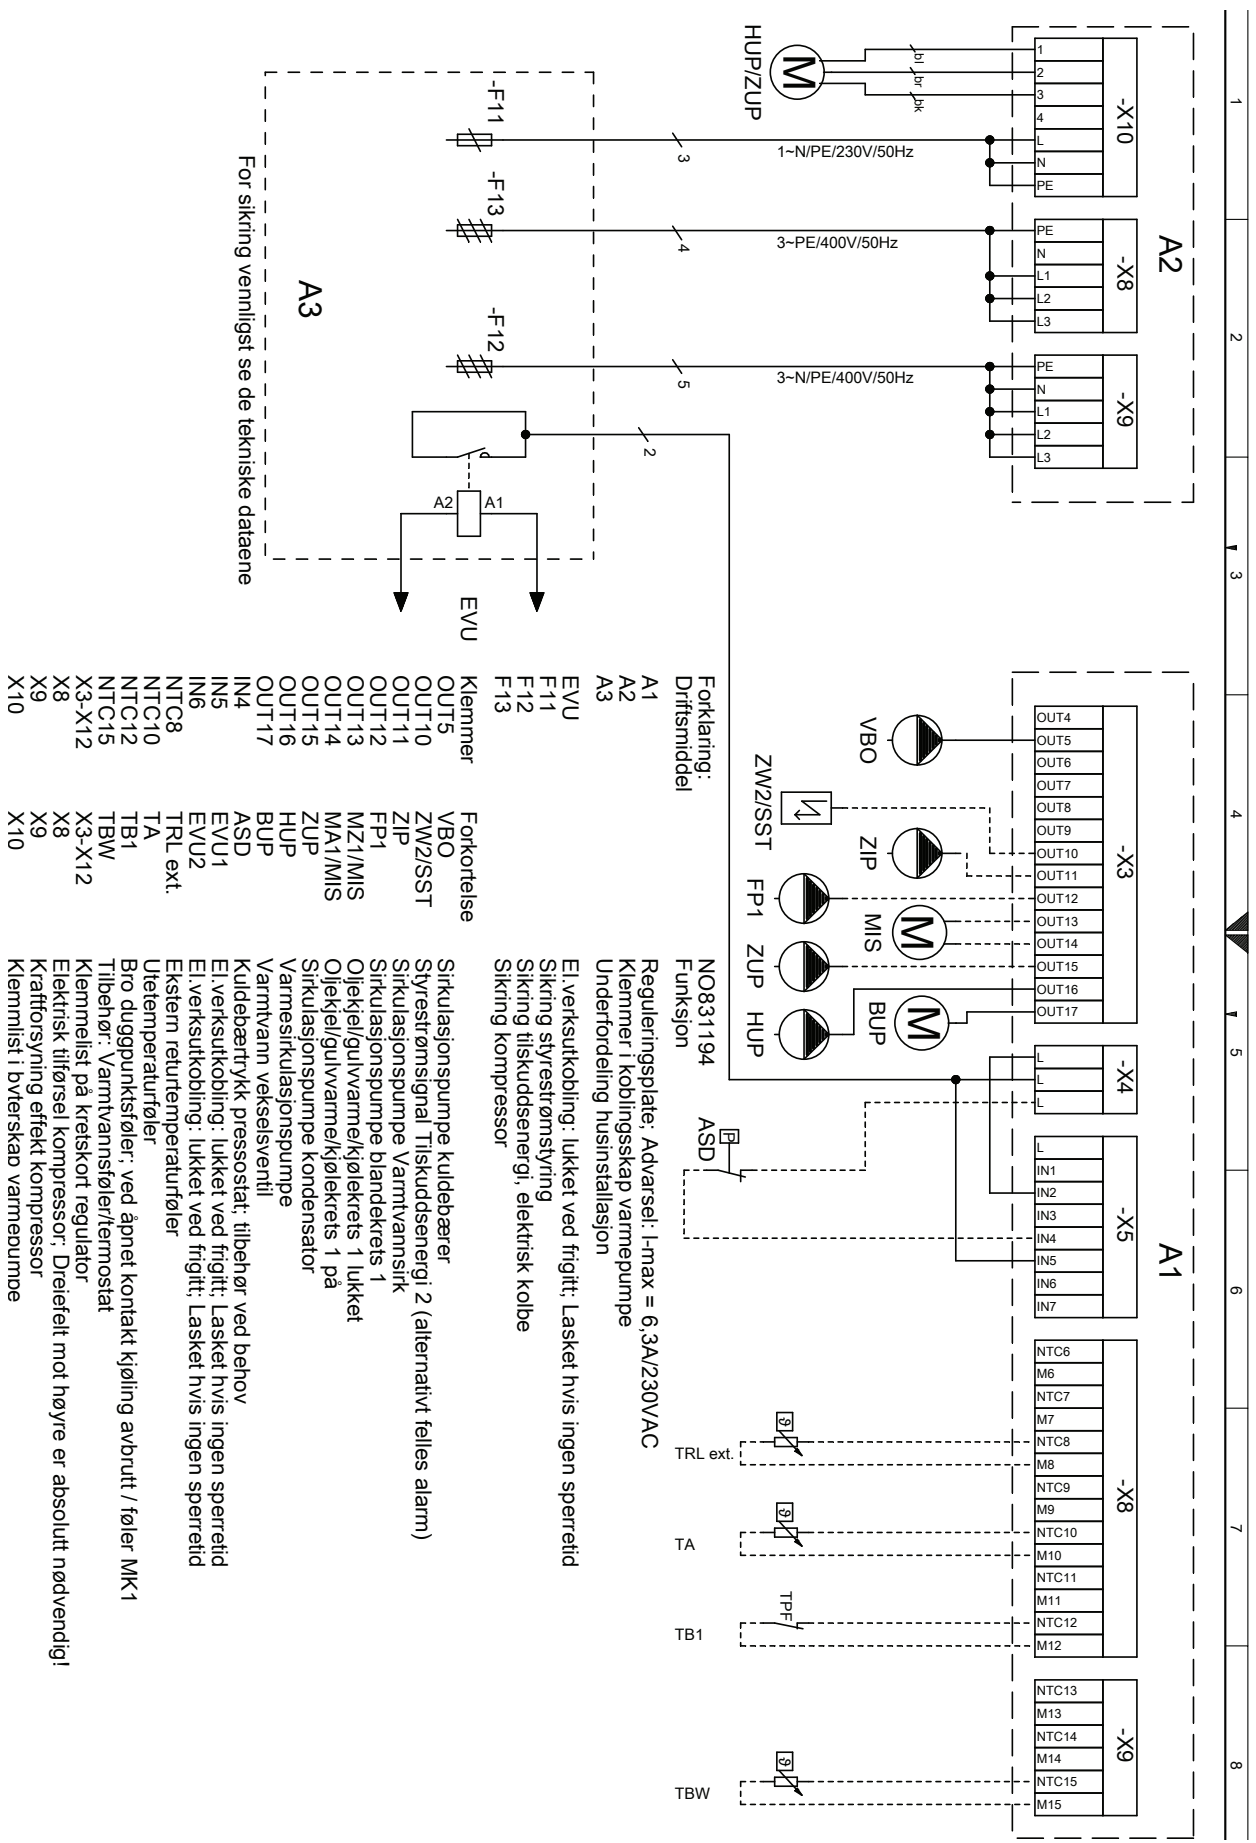 1
2
3
4
5
6
7
8
A2
-X10
1
2
3
4
L
N
PE
-X8
PE
N
L1
L2
L3
-X9
PE
N
L1
L2
L3
HUP/ZUP
M
bl
br
bk
3
1~N/PE/230V/50Hz
4
3~PE/400V/50Hz
5
3~N/PE/400V/50Hz
2
-F11
-F13
-F12
A3
A2
A1
EVU
For sikring vennligst se de tekniske dataene
A1
-X3
OUT4
OUT5
OUT6
OUT7
OUT8
OUT9
OUT10
OUT11
OUT12
OUT13
OUT14
OUT15
OUT16
OUT17
-X4
L
L
L
-X5
L
IN1
IN2
IN3
IN4
IN5
IN6
IN7
-X8
NTC6
M6
NTC7
M7
NTC8
M8
NTC9
M9
NTC10
M10
NTC11
M11
NTC12
M12
-X9
NTC13
M13
NTC14
M14
NTC15
M15
VBO
ZW2/SST
ZIP
FP1
M
MIS
ZUP
HUP
M
BUP
P
ASD
ϑ
TRL ext.
ϑ
TA
TPF
TB1
ϑ
TBW
Forklaring: NO831194
Driftsmiddel Funksjon
A1 Reguleringsplate; Advarsel: I-max = 6,3A/230VAC
A2 Klemmer i koblingsskap varmepumpe
A3 Underfordeling husinstallasjon
EVU El.verksutkobling: lukket ved frigitt; Lasket hvis ingen sperretid
F11 Sikring styrestrømstyring
F12 Sikring tilskuddsenergi, elektrisk kolbe
F13 Sikring kompressor
Klemmer Forkortelse
OUT5 VBO Sirkulasjonspumpe kuldebærer
OUT10 ZW2/SST Styrestrømsignal Tilskuddsenergi 2 (alternativt felles alarm)
OUT11 ZIP Sirkulasjonspumpe Varmtvannsirk
OUT12 FP1 Sirkulasjonspumpe blandekrets 1
OUT13 MZ1/MIS Oljekjel/gulvvarme/kjølekrets 1 lukket
OUT14 MA1/MIS Oljekjel/gulvvarme/kjølekrets 1 på
OUT15 ZUP Sirkulasjonspumpe kondensator
OUT16 HUP Varmesirkulasjonspumpe
OUT17 BUP Varmtvann vekselsventil
IN4 ASD Kuldebærtrykk pressostat; tilbehør ved behov
IN5 EVU1 El.verksutkobling: lukket ved frigitt; Lasket hvis ingen sperretid
IN6 EVU2 El.verksutkobling: lukket ved frigitt; Lasket hvis ingen sperretid
NTC8 TRL ext. Ekstern returtemperaturføler
NTC10 TA Utetemperaturføler
NTC12 TB1 Bro duggpunktsføler; ved åpnet kontakt kjøling avbrutt / føler MK1
NTC15 TBW Tilbehør: Varmtvannsføler/termostat
X3-X12 X3-X12 Klemmelist på kretskort regulator
X8 X8 Elektrisk tilførsel kompressor; Dreiefelt mot høyre er absolutt nødvendig!
X9 X9 Kraftforsyning effekt kompressor
X10 X10 Klemmlist i byterskap varmepumpe